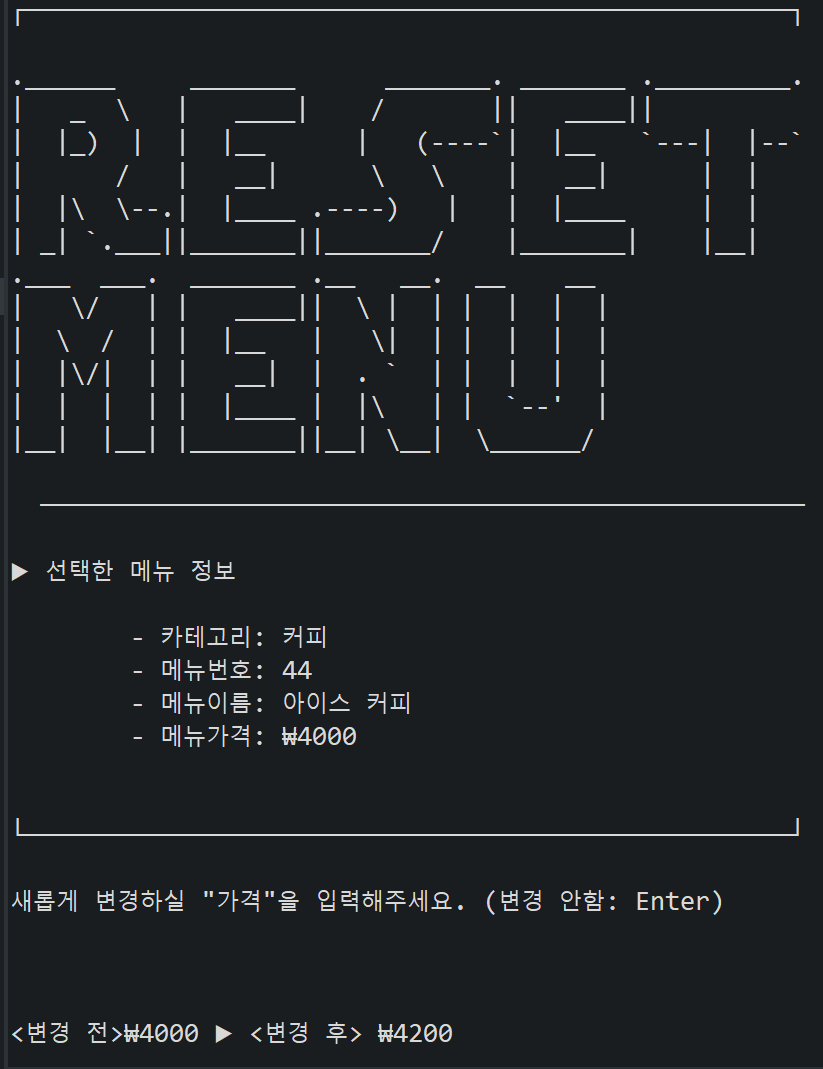 RESET
MENU
▶ 선택한 메뉴 정보
- 카테고리: 커피
- 메뉴번호: 44
- 메뉴이름: 아이스 커피
- 메뉴가격: ₩4000
새롭게 변경하실 "가격"을 입력해주세요. (변경 안함: Enter)
<변경 전>₩4000 ▶ <변경 후> ₩4200